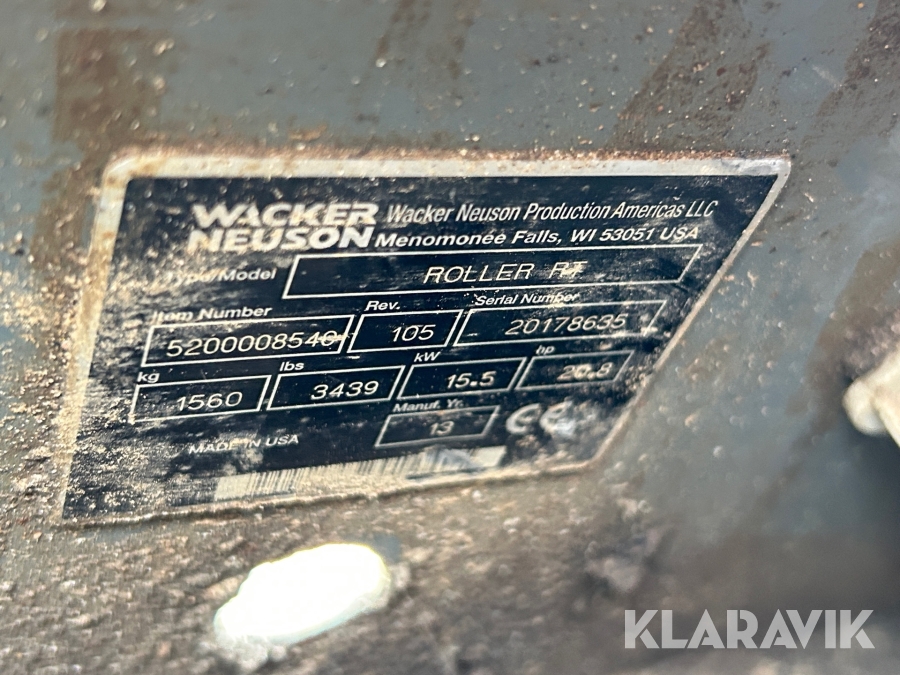 WACKER NEUSON
Wacker Neuson Production Americas LLC
Menomonee Falls, WI 53051 USA
Type/Model ROLLER RT
Item Number Rev. Serial Number
5200008540 105 20178635
kg lbs kW hp
1560 3439 15.5 20.8
Manuf. Yr.
MADE IN USA 13 CE
KLARAVIK